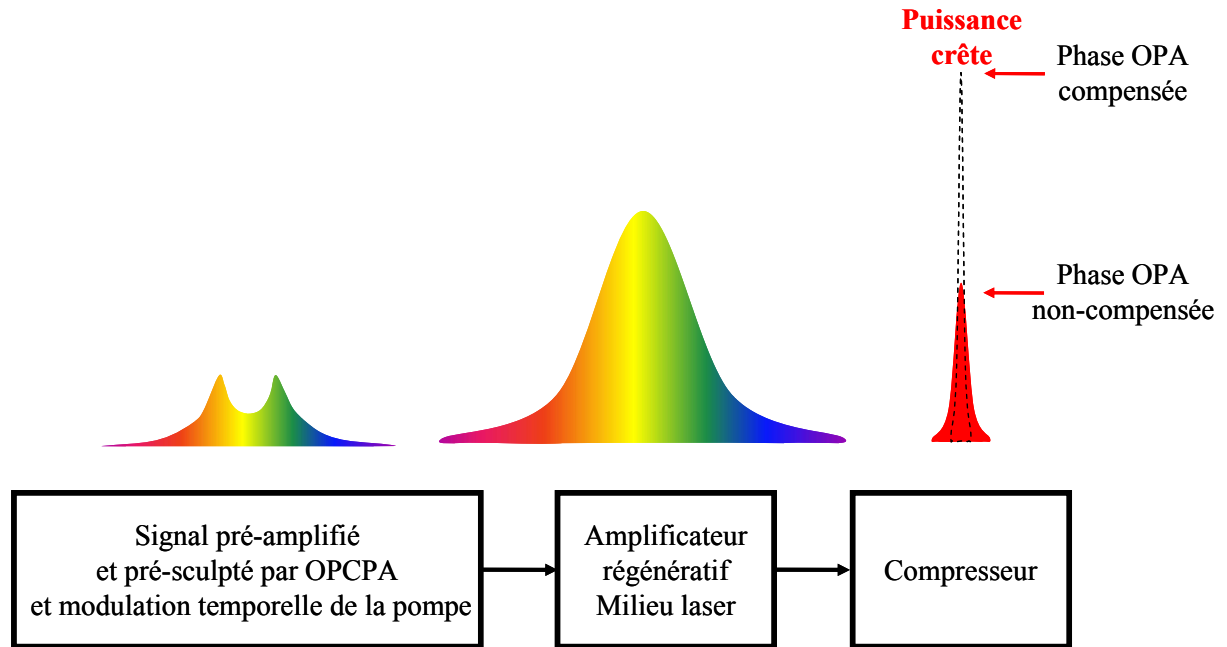 Puissance
crête
Phase OPA
compensée
Phase OPA
non-compensée
Signal pré-amplifié
et pré-sculpté par OPCPA
et modulation temporelle de la pompe
Amplificateur
régénératif
Milieu laser
Compresseur